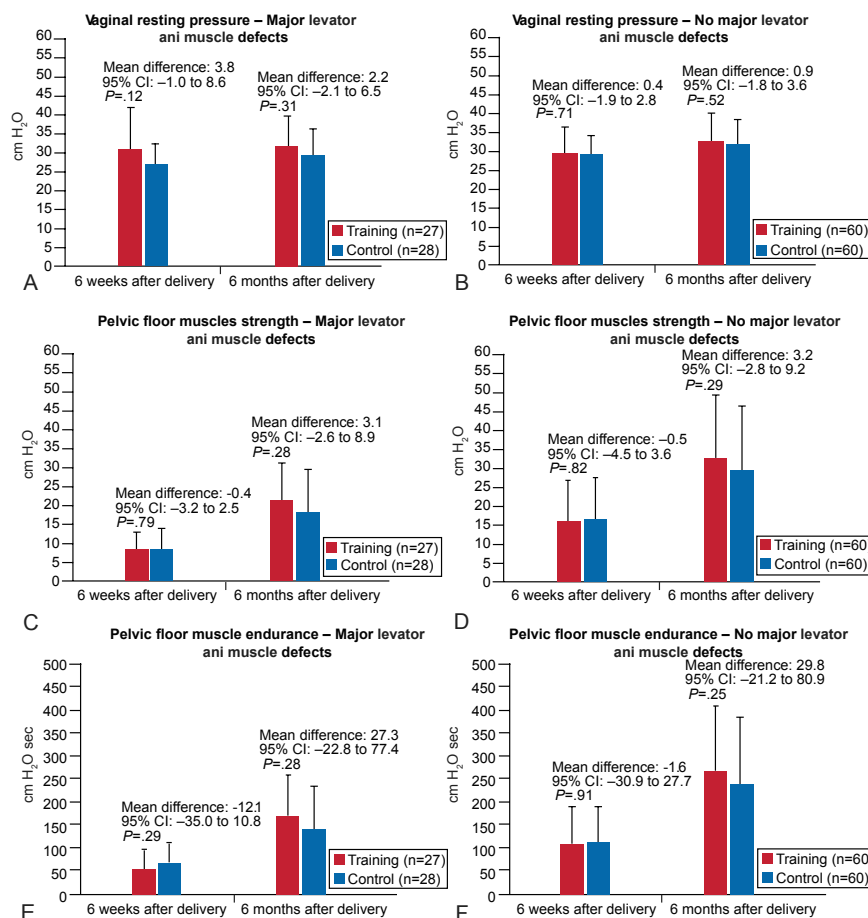 Vaginal resting pressure – Major levator
ani muscle defects
60
55
50
45
40
35
30
25
20
15
10
5
0
cm H₂O
Mean difference: 3.8
95% CI: –1.0 to 8.6
P=.12
Mean difference: 2.2
95% CI: –2.1 to 6.5
P=.31
Training (n=27)
Control (n=28)
A
6 weeks after delivery
6 months after delivery
Vaginal resting pressure – No major levator
ani muscle defects
60
55
50
45
40
35
30
25
20
15
10
5
0
cm H₂O
Mean difference: 0.4
95% CI: –1.9 to 2.8
P=.71
Mean difference: 0.9
95% CI: –1.8 to 3.6
P=.52
Training (n=60)
Control (n=60)
B
6 weeks after delivery
6 months after delivery
Pelvic floor muscles strength – Major levator
ani muscle defects
60
55
50
45
40
35
30
25
20
15
10
5
0
cm H₂O
Mean difference: -0.4
95% CI: –3.2 to 2.5
P=.79
Mean difference: 3.1
95% CI: –2.6 to 8.9
P=.28
Training (n=27)
Control (n=28)
C
6 weeks after delivery
6 months after delivery
Pelvic floor muscles strength – No major levator
ani muscle defects
60
55
50
45
40
35
30
25
20
15
10
5
0
cm H₂O
Mean difference: –0.5
95% CI: –4.5 to 3.6
P=.82
Mean difference: 3.2
95% CI: –2.8 to 9.2
P=.29
Training (n=60)
Control (n=60)
D
6 weeks after delivery
6 months after delivery
Pelvic floor muscle endurance – Major levator
ani muscle defects
500
450
400
350
300
250
200
150
100
50
0
cm H₂O sec
Mean difference: -12.1
95% CI: –35.0 to 10.8
P=.29
Mean difference: 27.3
95% CI: –22.8 to 77.4
P=.28
Training (n=27)
Control (n=28)
E
6 weeks after delivery
6 months after delivery
Pelvic floor muscle endurance – No major levator
ani muscle defects
500
450
400
350
300
250
200
150
100
50
0
cm H₂O sec
Mean difference: -1.6
95% CI: –30.9 to 27.7
P=.91
Mean difference: 29.8
95% CI: –21.2 to 80.9
P=.25
Training (n=60)
Control (n=60)
F
6 weeks after delivery
6 months after delivery